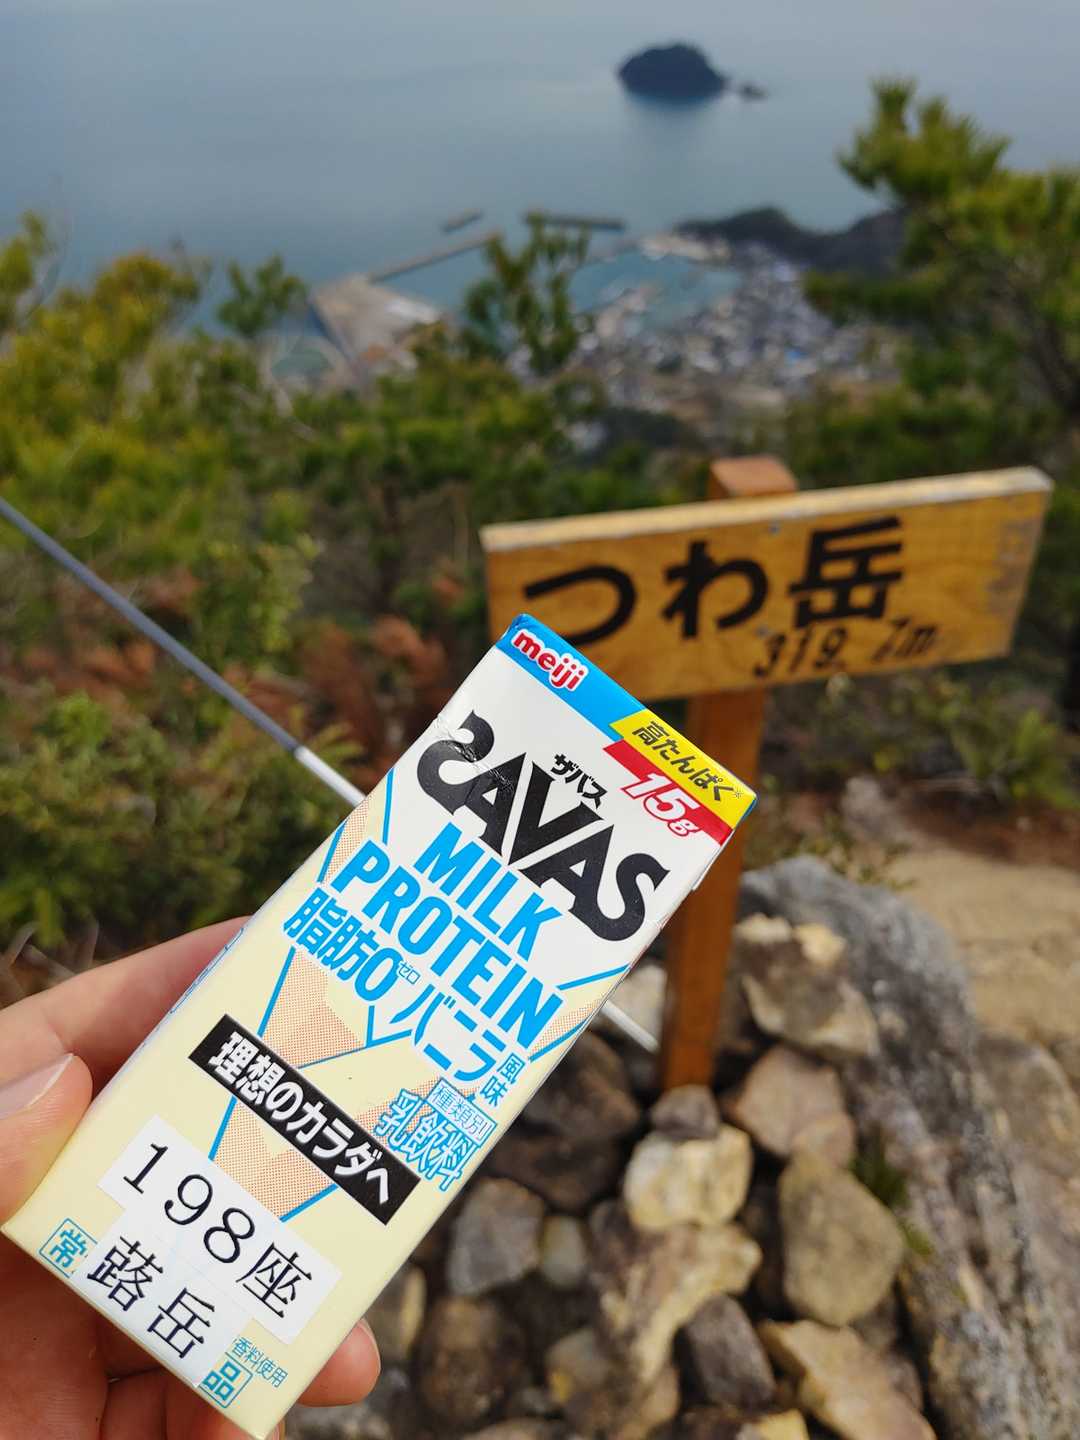 つわ岳
319.7m
meiji
高たんぱく※
15g
ザバス
SAVAS
MILK
PROTEIN
脂肪0ゼロ
バニラ風味
種類別
乳飲料
理想のカラダへ
198座
蕗岳
常
香料使用
品